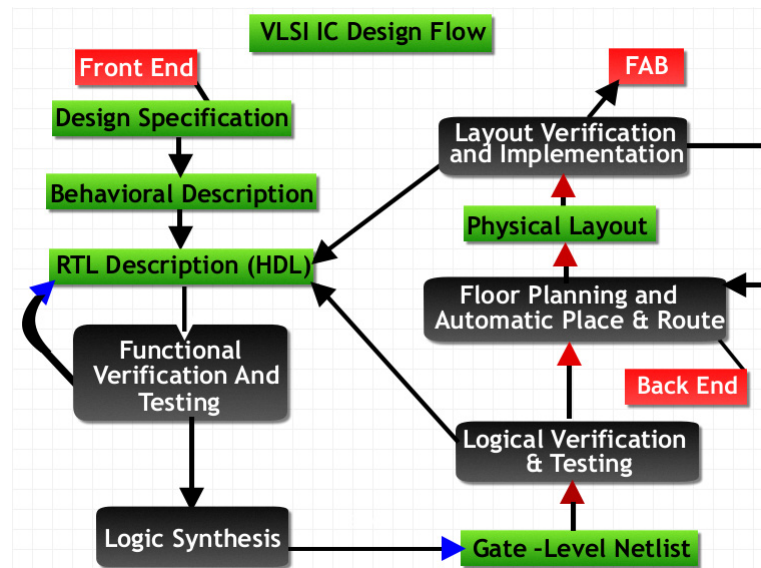 VLSI IC Design Flow
Front End
Design Specification
Behavioral Description
RTL Description (HDL)
Functional
Verification And
Testing
Logic Synthesis
FAB
Layout Verification
and Implementation
Physical Layout
Floor Planning and
Automatic Place & Route
Back End
Logical Verification
& Testing
Gate -Level Netlist